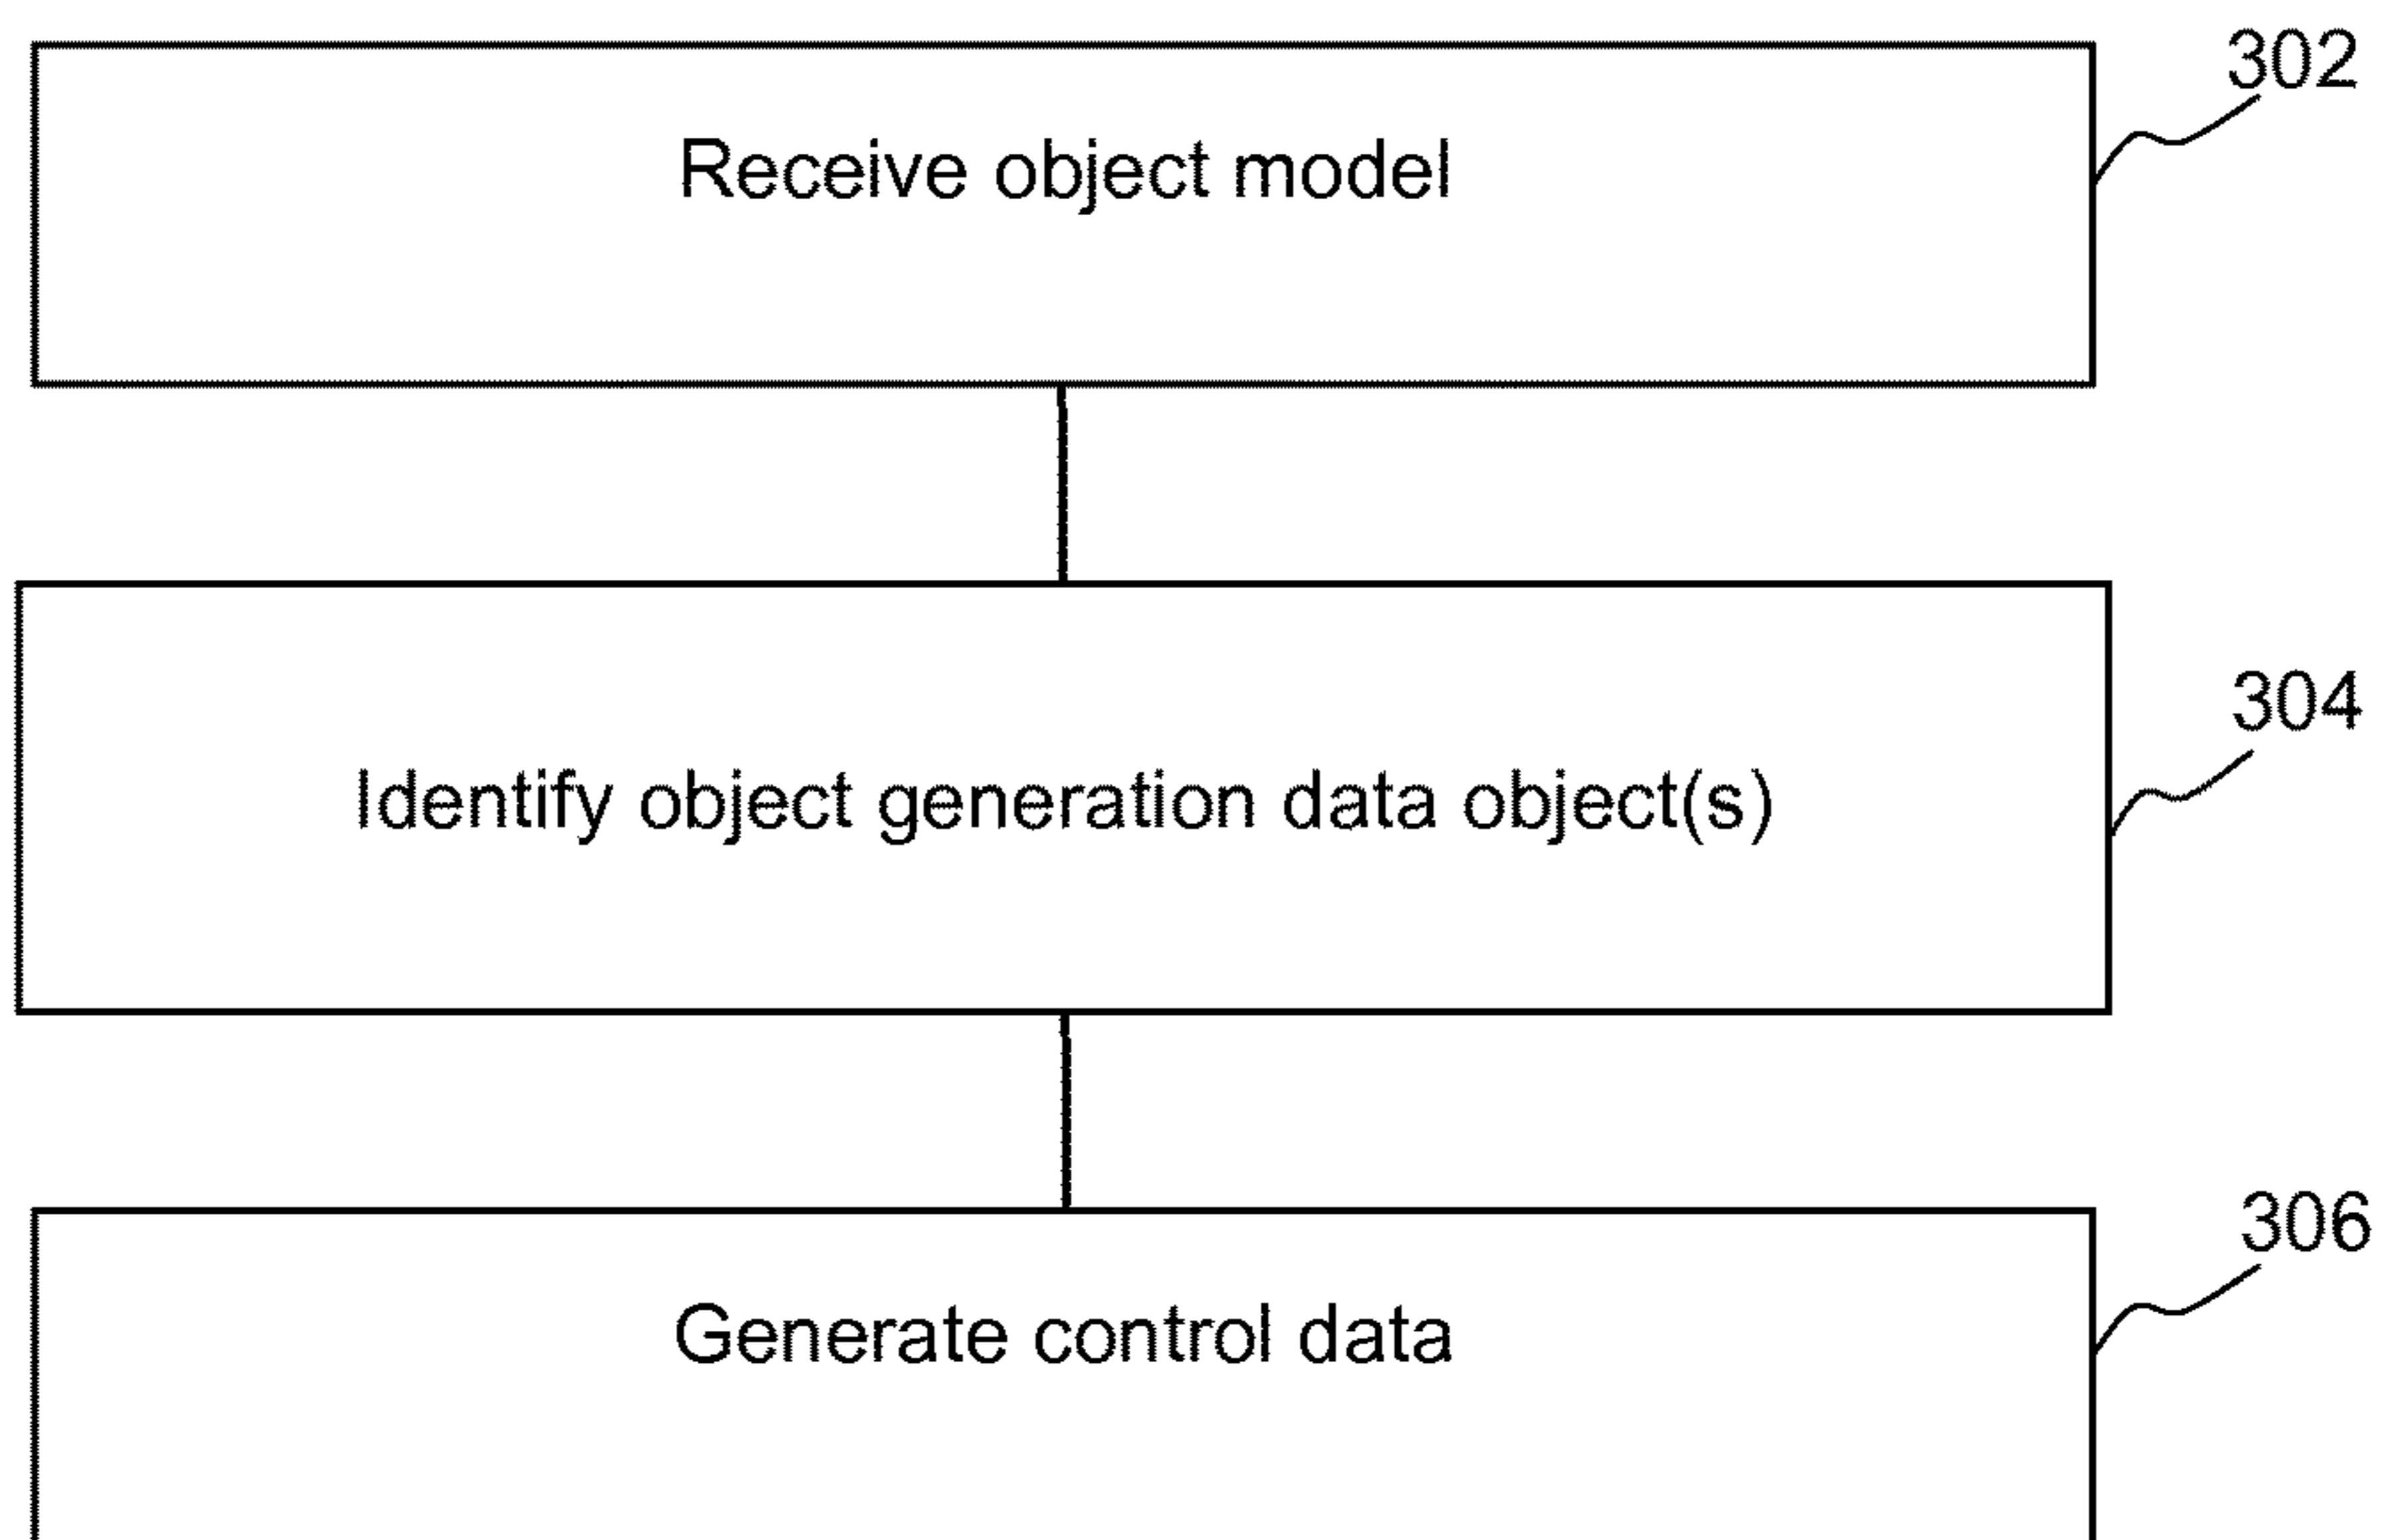 302
Receive object model
304
Identify object generation data object(s)
306
Generate control data